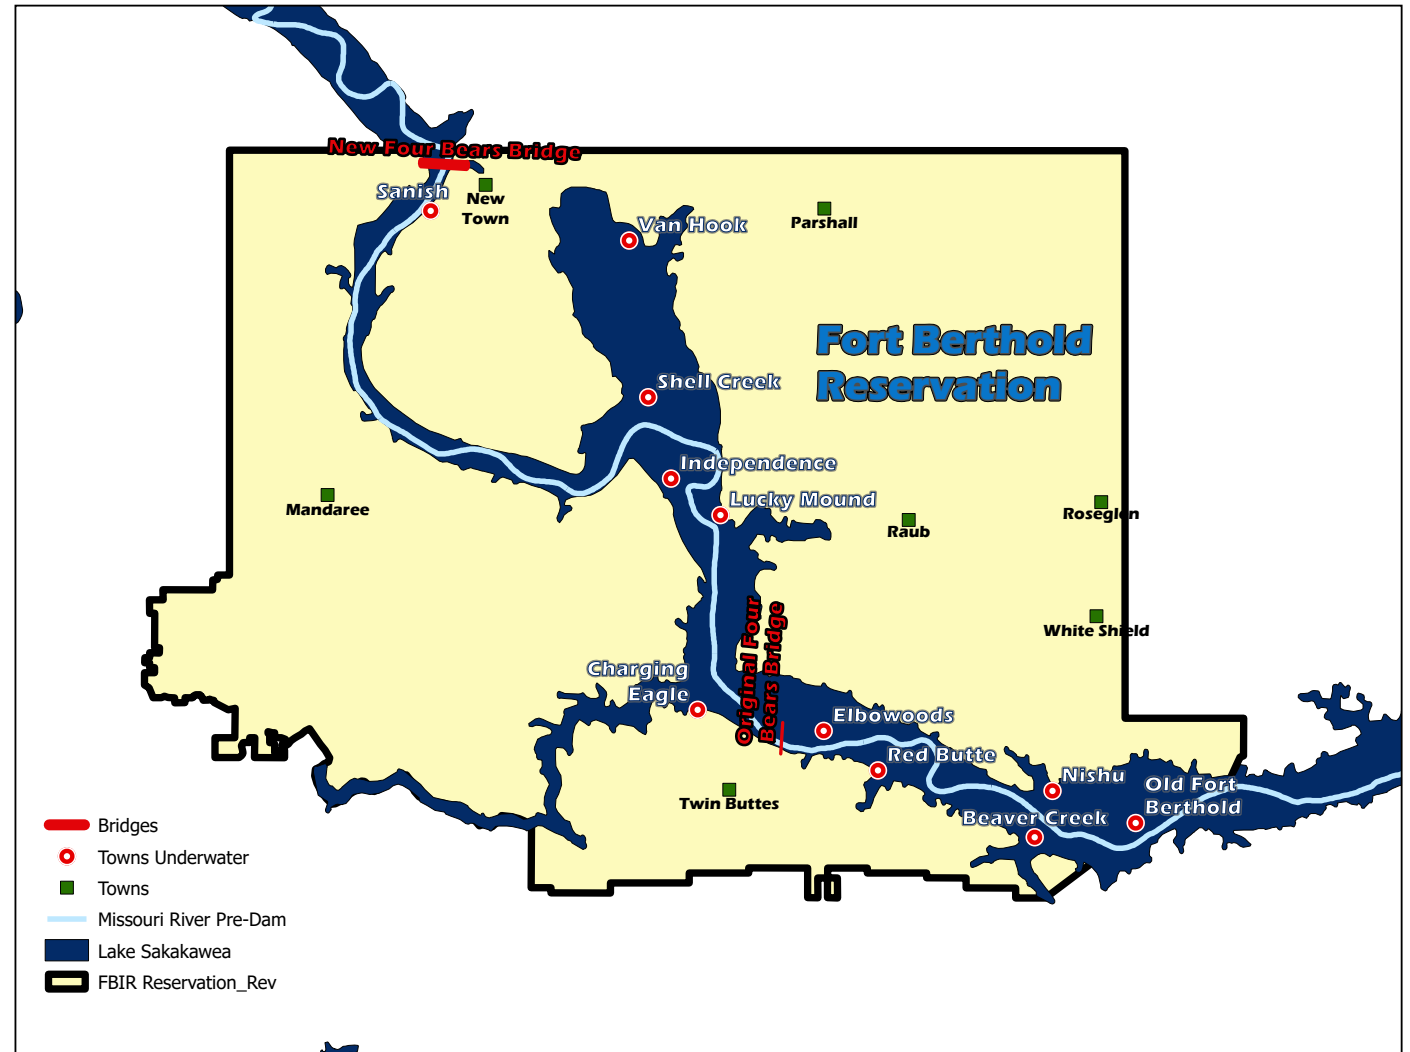 New Four Bears Bridge
Sanish
New
Town
Van Hook
Parshall
Fort Berthold
Reservation
Shell Creek
Independence
Lucky Mound
Mandaree
Raub
Roseglen
White Shield
Original Four
Bears Bridge
Charging
Eagle
Elbowoods
Red Butte
Nishu
Old Fort
Berthold
Twin Buttes
Beaver Creek
Bridges
Towns Underwater
Towns
Missouri River Pre-Dam
Lake Sakakawea
FBIR Reservation_Rev